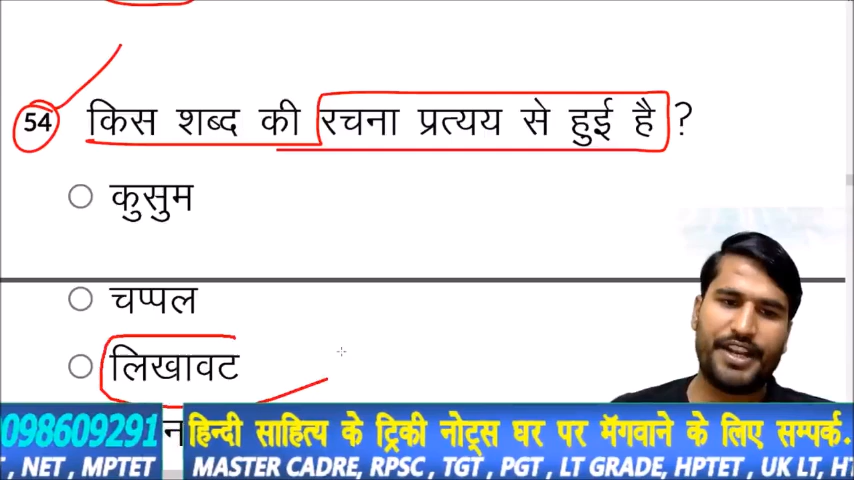 54 किस शब्द की रचना प्रत्यय से हुई है ?
कुसुम
चप्पल
लिखावट
098609291 हिन्दी साहित्य के ट्रिकी नोट्स घर पर मॅगवाने के लिए सम्पर्क.
, NET , MPTET MASTER CADRE, RPSC , TGT , PGT , LT GRADE, HPTET , UK LT,